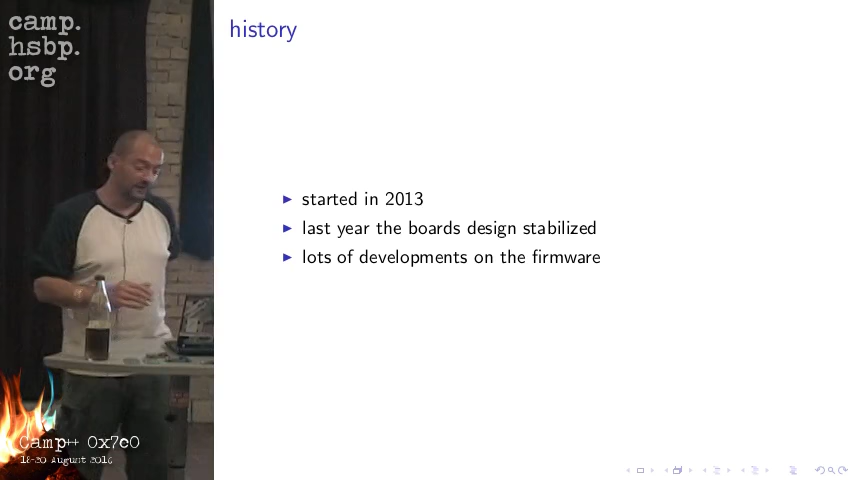 camp.
hsbp.
org
history
started in 2013
last year the boards design stabilized
lots of developments on the firmware
Camp++ 0x7e0
18-20 August 2016